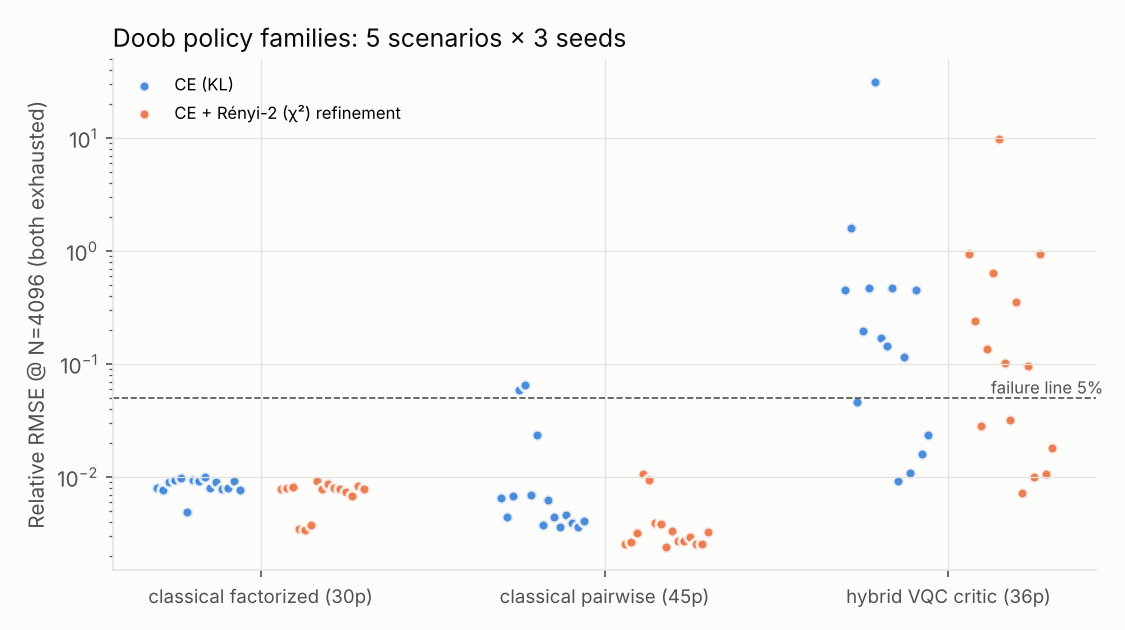 Doob policy families: 5 scenarios × 3 seeds
CE (KL)
CE + Rényi-2 (χ²) refinement
Relative RMSE @ N=4096 (both exhausted)
10¹
10⁰
10⁻¹
10⁻²
failure line 5%
classical factorized (30p)
classical pairwise (45p)
hybrid VQC critic (36p)